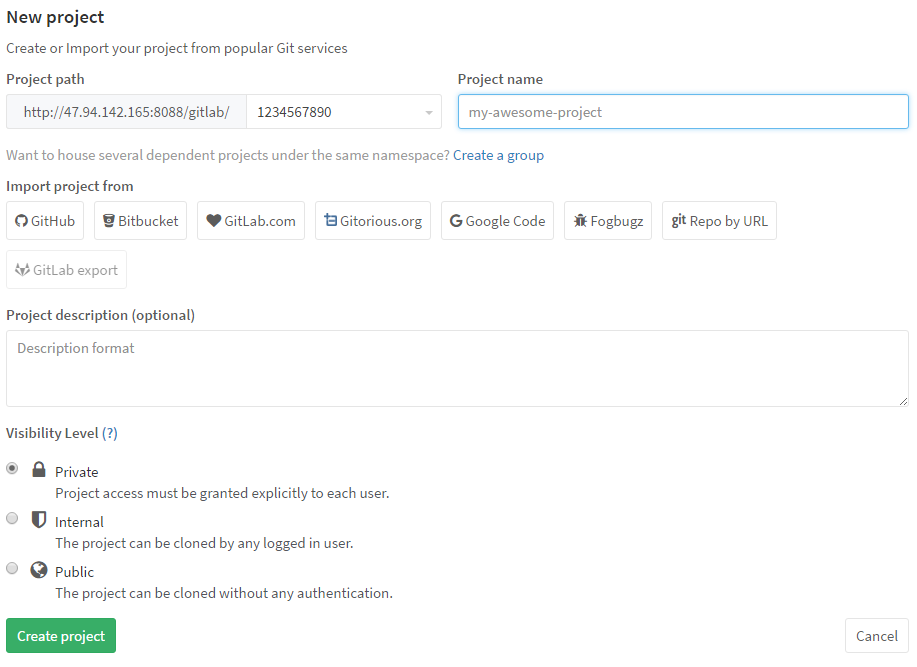 New project
Create or Import your project from popular Git services
Project path
Project name
http://47.94.142.165:8088/gitlab/ 1234567890
my-awesome-project
Want to house several dependent projects under the same namespace? Create a group
Import project from
GitHub Bitbucket GitLab.com Gitorious.org Google Code Fogbugz git Repo by URL
GitLab export
Project description (optional)
Description format
Visibility Level (?)
Private
Project access must be granted explicitly to each user.
Internal
The project can be cloned by any logged in user.
Public
The project can be cloned without any authentication.
Create project
Cancel